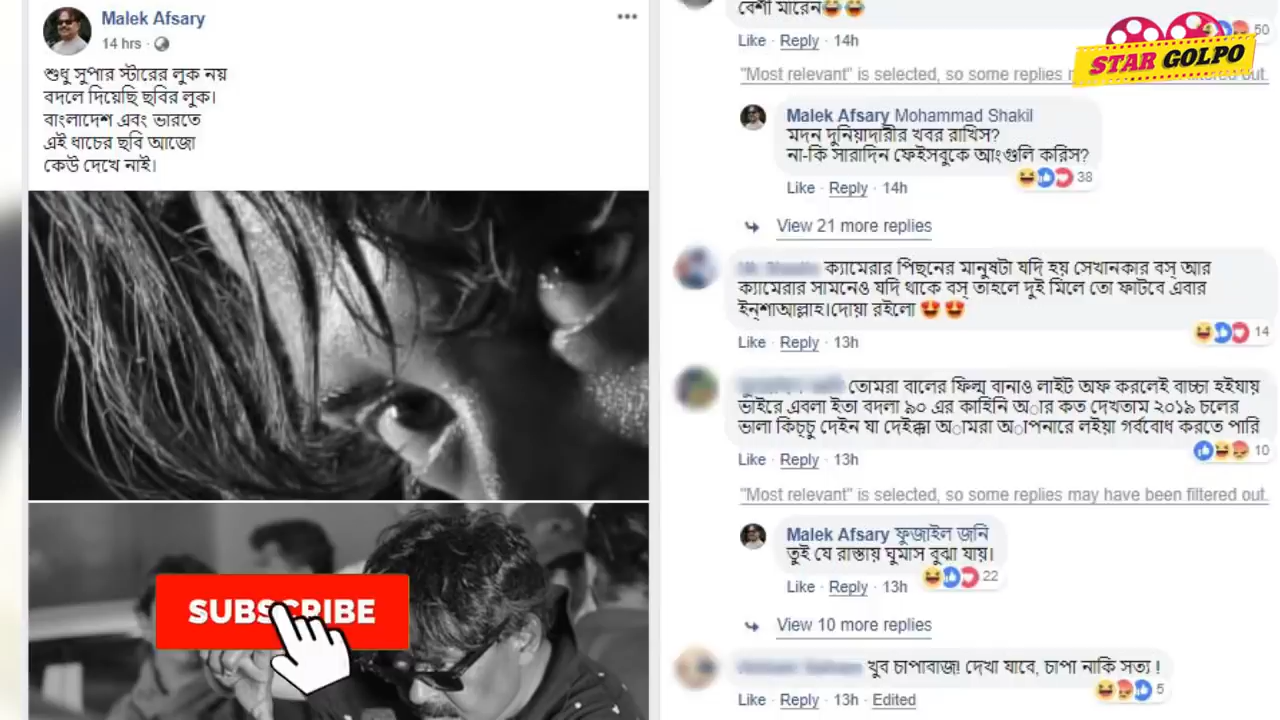 Malek Afsary
14 hrs ·
শুধু সুপার স্টারের লুক নয়
বদলে দিয়েছি ছবির লুক।
বাংলাদেশ এবং ভারতে
এই ধাচের ছবি আজো
কেউ দেখে নাই।
SUBSCRIBE
বেশী মারেন😂😂
50
Like · Reply · 14h
STAR GOLPO
"Most relevant" is selected, so some replies out.
Malek Afsary Mohammad Shakil
মদন দুনিয়াদারীর খবর রাখিস?
না-কি সারাদিন ফেইসবুকে আংগুলি করিস?
38
Like · Reply · 14h
View 21 more replies
ক্যামেরার পিছনের মানুষটা যদি হয় সেখানকার বস্ আর
ক্যামেরার সামনেও যদি থাকে বস্ তাহলে দুই মিলে তো ফাটবে এবার
ইন্শাআল্লাহ।দোয়া রইলো 😍 😍
14
Like · Reply · 13h
তোমরা বালের ফিল্ম বানাও লাইট অফ করলেই বাচ্চা হইযায়
ভাইরে এবলা ইতা বদলা ৯০ এর কাহিনি অার কত দেখতাম ২০১৯ চলের
ভালা কিচ্চু দেইন যা দেইক্কা অামরা অাপনারে লইয়া গর্ববোধ করতে পারি
10
Like · Reply · 13h
"Most relevant" is selected, so some replies may have been filtered out.
Malek Afsary ফুজাইল জনি
তুই যে রাস্তায় ঘুমাস বুঝা যায়।
22
Like · Reply · 13h
View 10 more replies
খুব চাপাবাজ! দেখা যাবে, চাপা নাকি সত্য !
5
Like · Reply · 13h · Edited